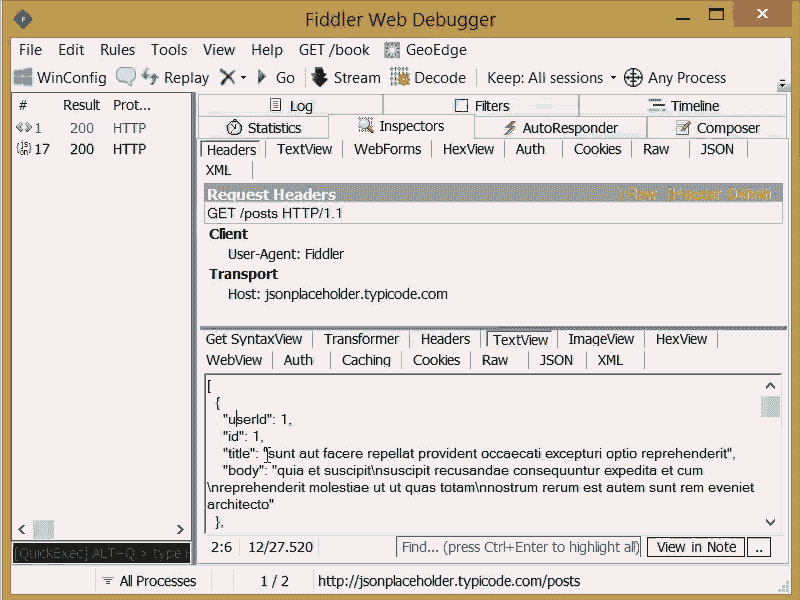 Fiddler Web Debugger
File Edit Rules Tools View Help GET /book GeoEdge
WinConfig Replay Go Stream Decode Keep: All sessions Any Process
# Result Prot...
1 200 HTTP
17 200 HTTP
Log Filters Timeline
Statistics Inspectors AutoResponder Composer
Headers TextView WebForms HexView Auth Cookies Raw JSON
XML
Request Headers
GET /posts HTTP/1.1
Client
User-Agent: Fiddler
Transport
Host: jsonplaceholder.typicode.com
Get SyntaxView Transformer Headers TextView ImageView HexView
WebView Auth Caching Cookies Raw JSON XML
[
{
"userId": 1,
"id": 1,
"title": "sunt aut facere repellat provident occaecati excepturi optio reprehenderit",
"body": "quia et suscipit\nsuscipit recusandae consequuntur expedita et cum
\nreprehenderit molestiae ut ut quas totam\nnostrum rerum est autem sunt rem eveniet
architecto"
},
2:6 12/27.520 Find... (press Ctrl+Enter to highlight all) View in Note ..
[QuickExec] ALT+Q > type
All Processes 1 / 2 http://jsonplaceholder.typicode.com/posts